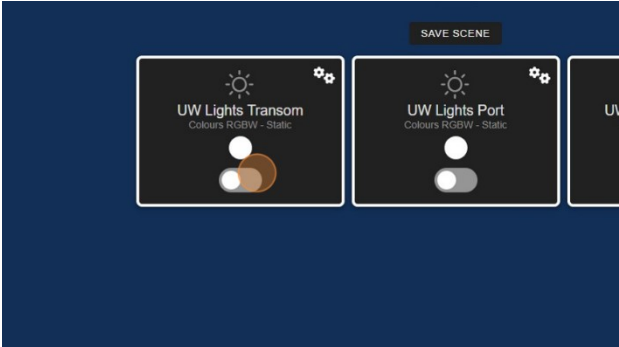 SAVE SCENE
UW Lights Transom
Colours RGBW - Static
UW Lights Port
Colours RGBW - Static